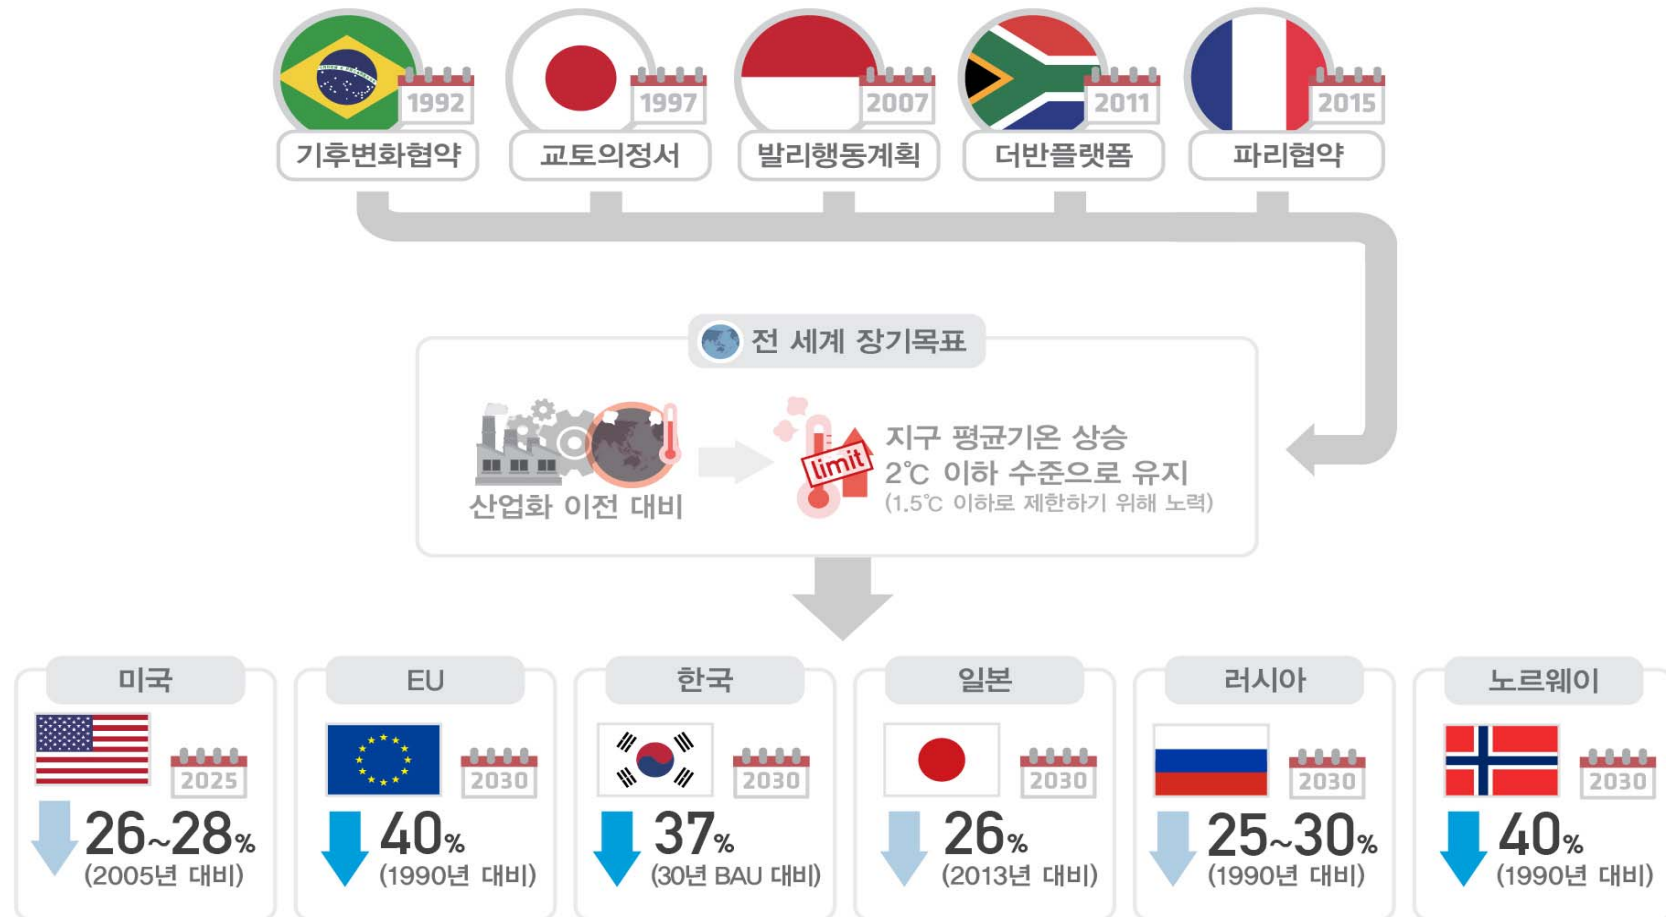 1992
1997
2007
2011
2015
기후변화협약
교토의정서
발리행동계획
더반플랫폼
파리협약
전 세계 장기목표
산업화 이전 대비
limit
지구 평균기온 상승
2℃ 이하 수준으로 유지
(1.5℃ 이하로 제한하기 위해 노력)
미국
2025
26~28%
(2005년 대비)
EU
2030
40%
(1990년 대비)
한국
2030
37%
(30년 BAU 대비)
일본
2030
26%
(2013년 대비)
러시아
2030
25~30%
(1990년 대비)
노르웨이
2030
40%
(1990년 대비)